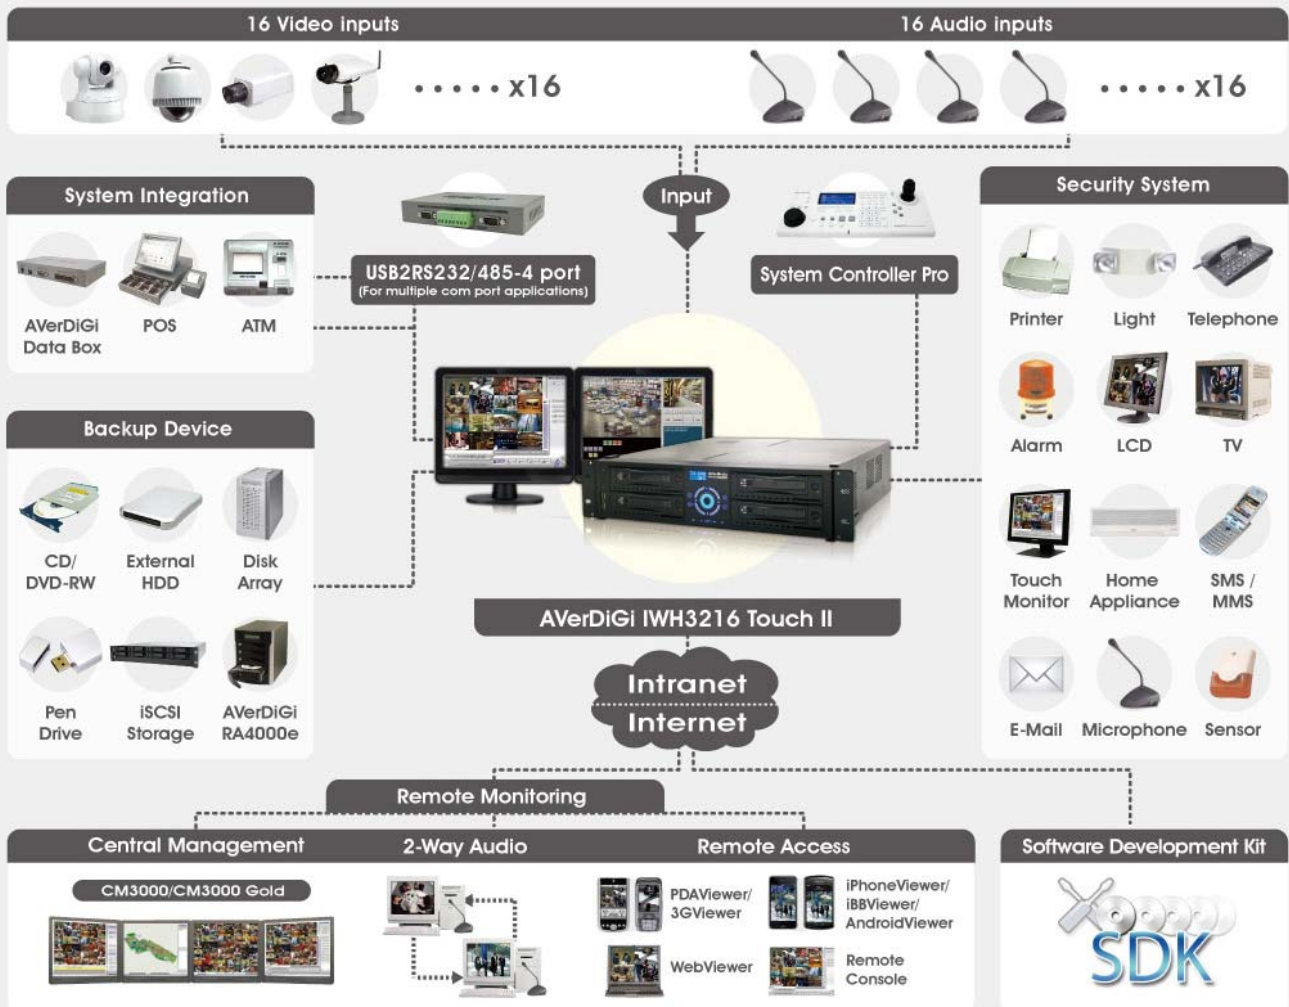 16 Video inputs
16 Audio inputs
x16
x16
System Integration
AVerDiGi
Data Box
POS
ATM
USB2RS232/485-4 port
(For multiple com port applications)
Input
System Controller Pro
Security System
Printer
Light
Telephone
Alarm
LCD
TV
Touch
Monitor
Home
Appliance
SMS /
MMS
E-Mail
Microphone
Sensor
Backup Device
CD/
DVD-RW
External
HDD
Disk
Array
Pen
Drive
iSCSI
Storage
AVerDiGi
RA4000e
AVerDiGi IWH3216 Touch II
Intranet
Internet
Remote Monitoring
Central Management
CM3000/CM3000 Gold
2-Way Audio
Remote Access
PDAViewer/
3GViewer
iPhoneViewer/
iBBViewer/
AndroidViewer
WebViewer
Remote
Console
Software Development Kit
SDK